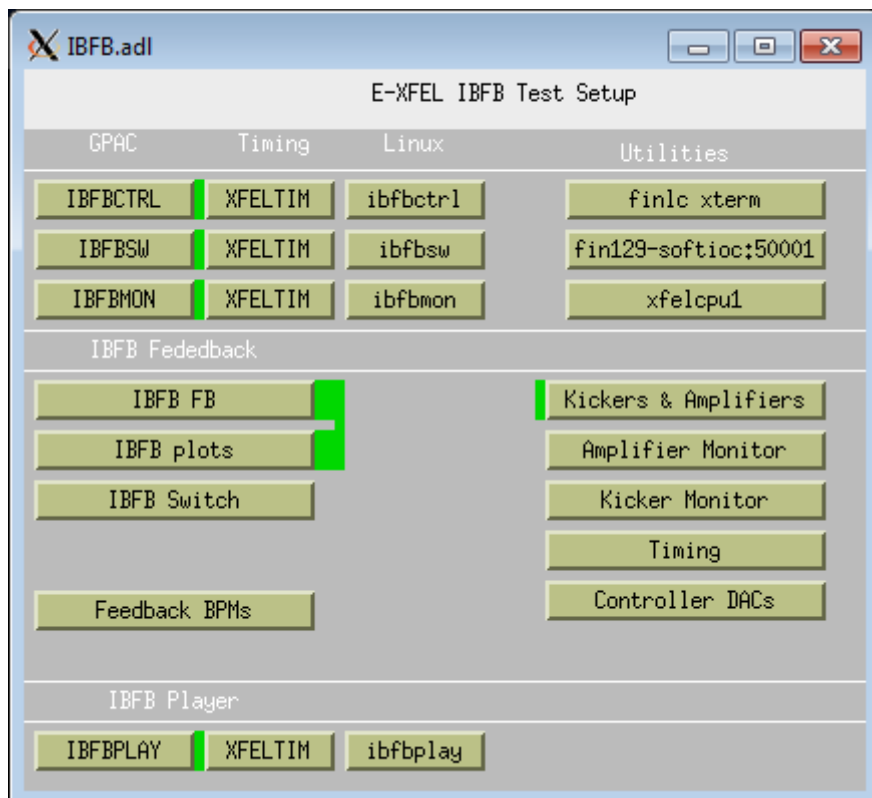 IBFB.adl
E-XFEL IBFB Test Setup
GPAC Timing Linux Utilities
IBFBCTRL XFELTIM ibfbctrl finlc xterm
IBFBSW XFELTIM ibfbsw fin129-softioc:50001
IBFBMON XFELTIM ibfbmon xfelcpu1
IBFB Fededback
IBFB FB Kickers & Amplifiers
IBFB plots Amplifier Monitor
IBFB Switch Kicker Monitor
Timing
Feedback BPMs Controller DACs
IBFB Player
IBFBPLAY XFELTIM ibfbplay